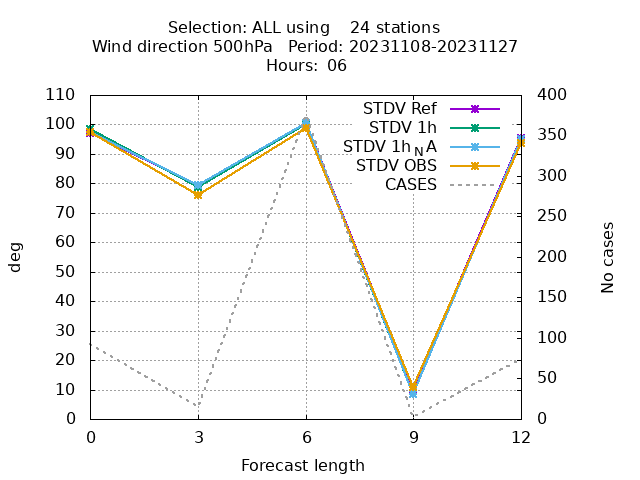 Selection: ALL using    24 stations
Wind direction 500hPa   Period: 20231108-20231127
Hours: 06
110
100
90
80
70
60
50
40
30
20
10
0
400
350
300
250
200
150
100
50
0
STDV Ref
STDV 1h
STDV 1h_NA
STDV OBS
CASES
deg
No cases
0 3 6 9 12
Forecast length